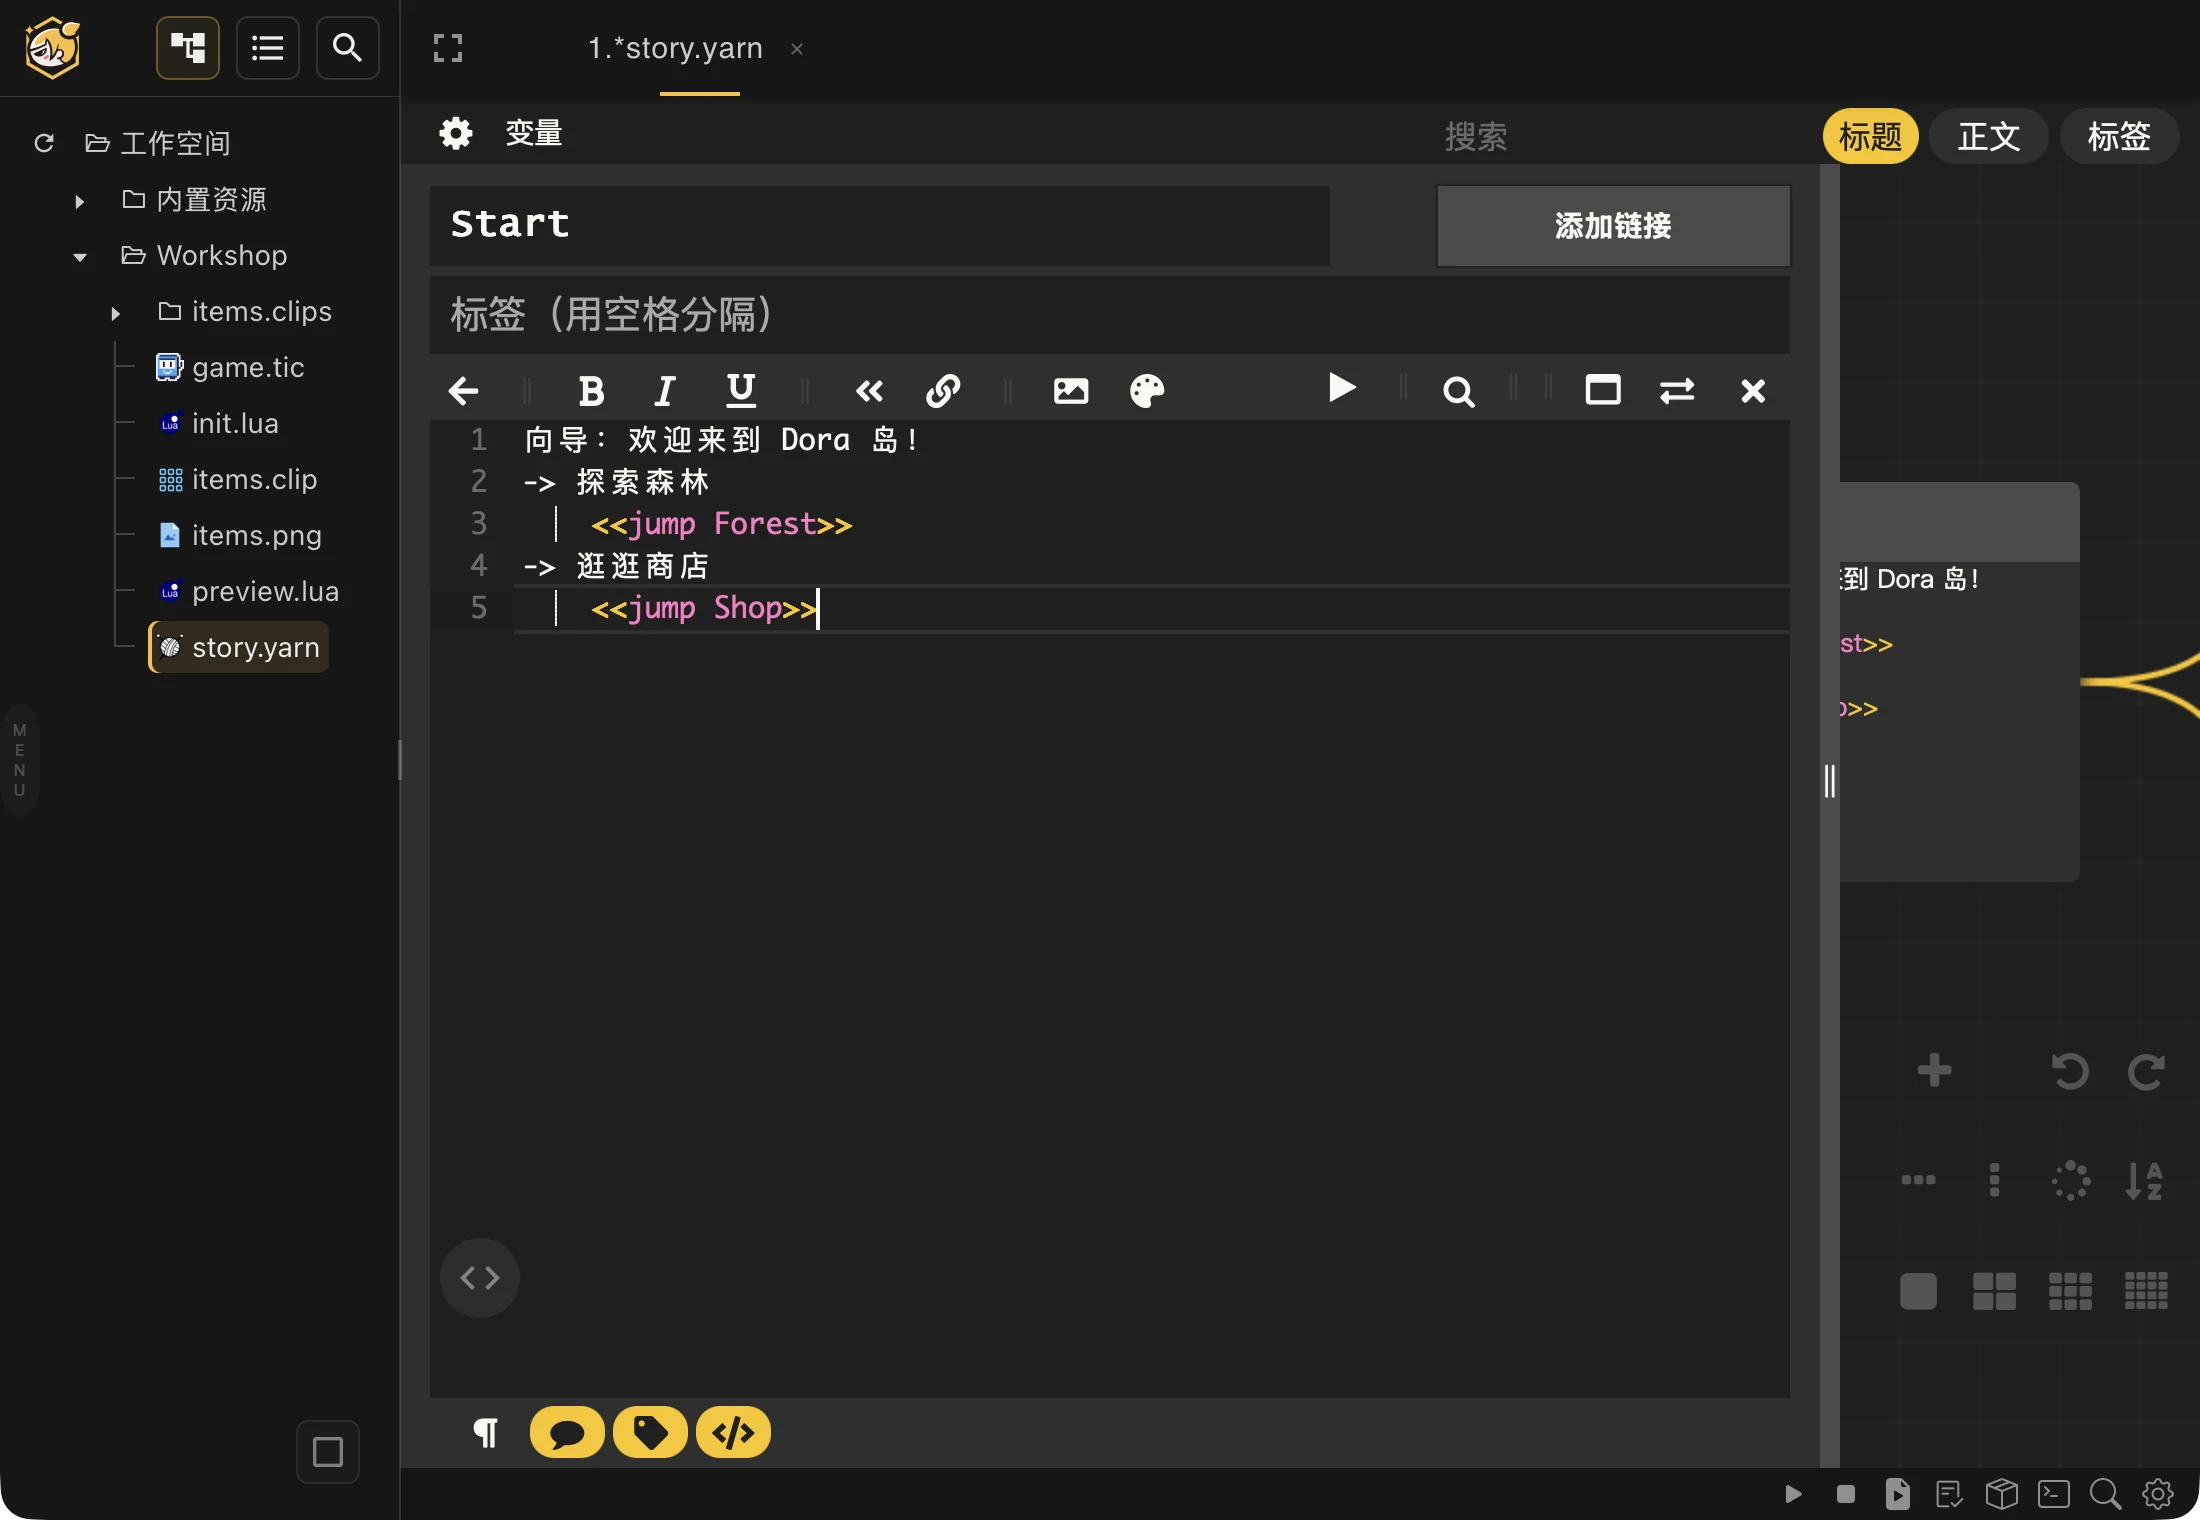 1.*story.yarn ×
工作空间
内置资源
Workshop
items.clips
game.tic
init.lua
items.clip
items.png
preview.lua
story.yarn
MENU
变量
搜索
标题
正文
标签
Start
添加链接
标签（用空格分隔）
B I U
1 向导：欢迎来到 Dora 岛！
2 -> 探索森林
3 <<jump Forest>>
4 -> 逛逛商店
5 <<jump Shop>>
到 Dora 岛！
st>>
>>